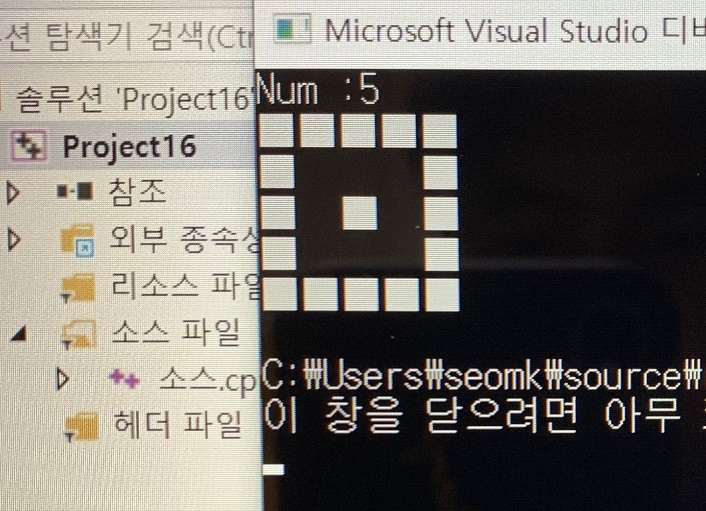 션 탐색기 검색(Ct
솔루션 'Project16'
Project16
참조
외부 종속성
리소스 파일
소스 파일
소스.cp
헤더 파일
Microsoft Visual Studio 디버
Num :5
C:₩Users₩seomk₩source₩
이 창을 닫으려면 아무